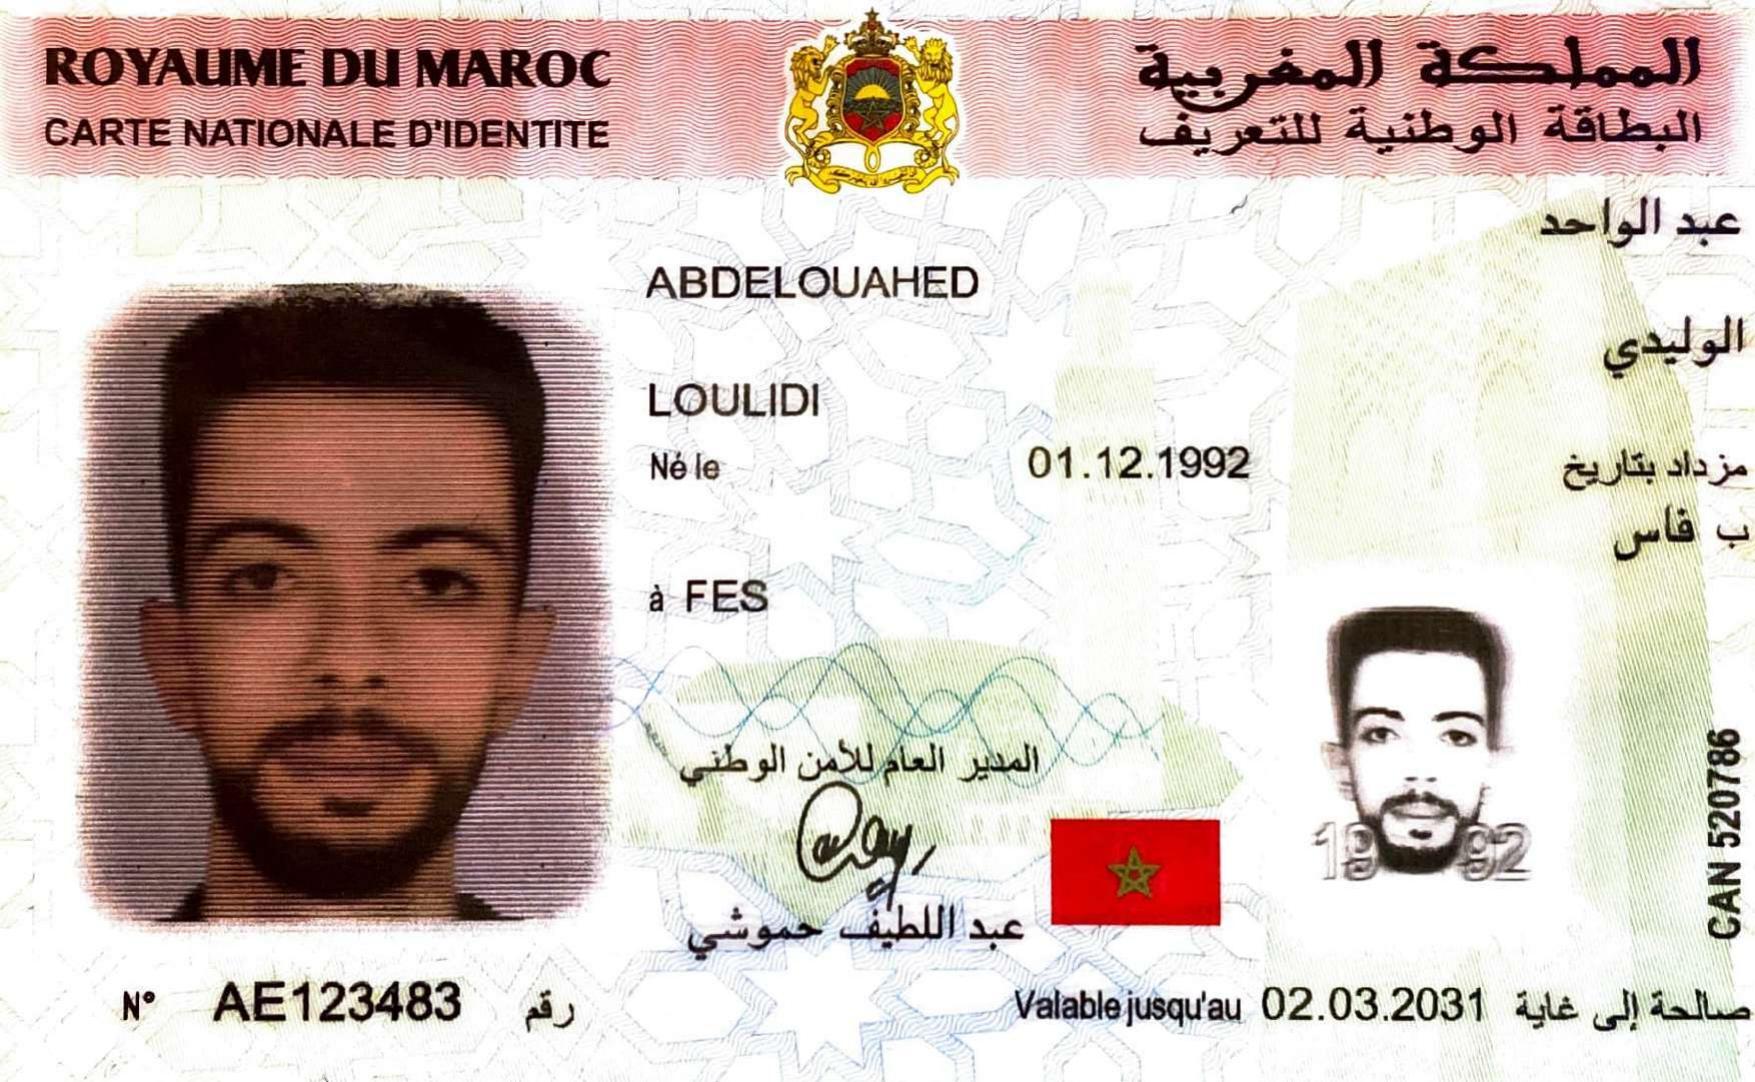 ROYAUME DU MAROC
المملكة المغربية
CARTE NATIONALE D'IDENTITE
البطاقة الوطنية للتعريف
عبد الواحد
ABDELOUAHED
الوليدي
LOULIDI
Né le 01.12.1992 مزداد بتاريخ
ب فاس
à FES
المدير العام للأمن الوطني
عبد اللطيف حموشي
1992
CAN 520786
N° AE123483 رقم
Valable jusqu'au 02.03.2031 صالحة إلى غاية